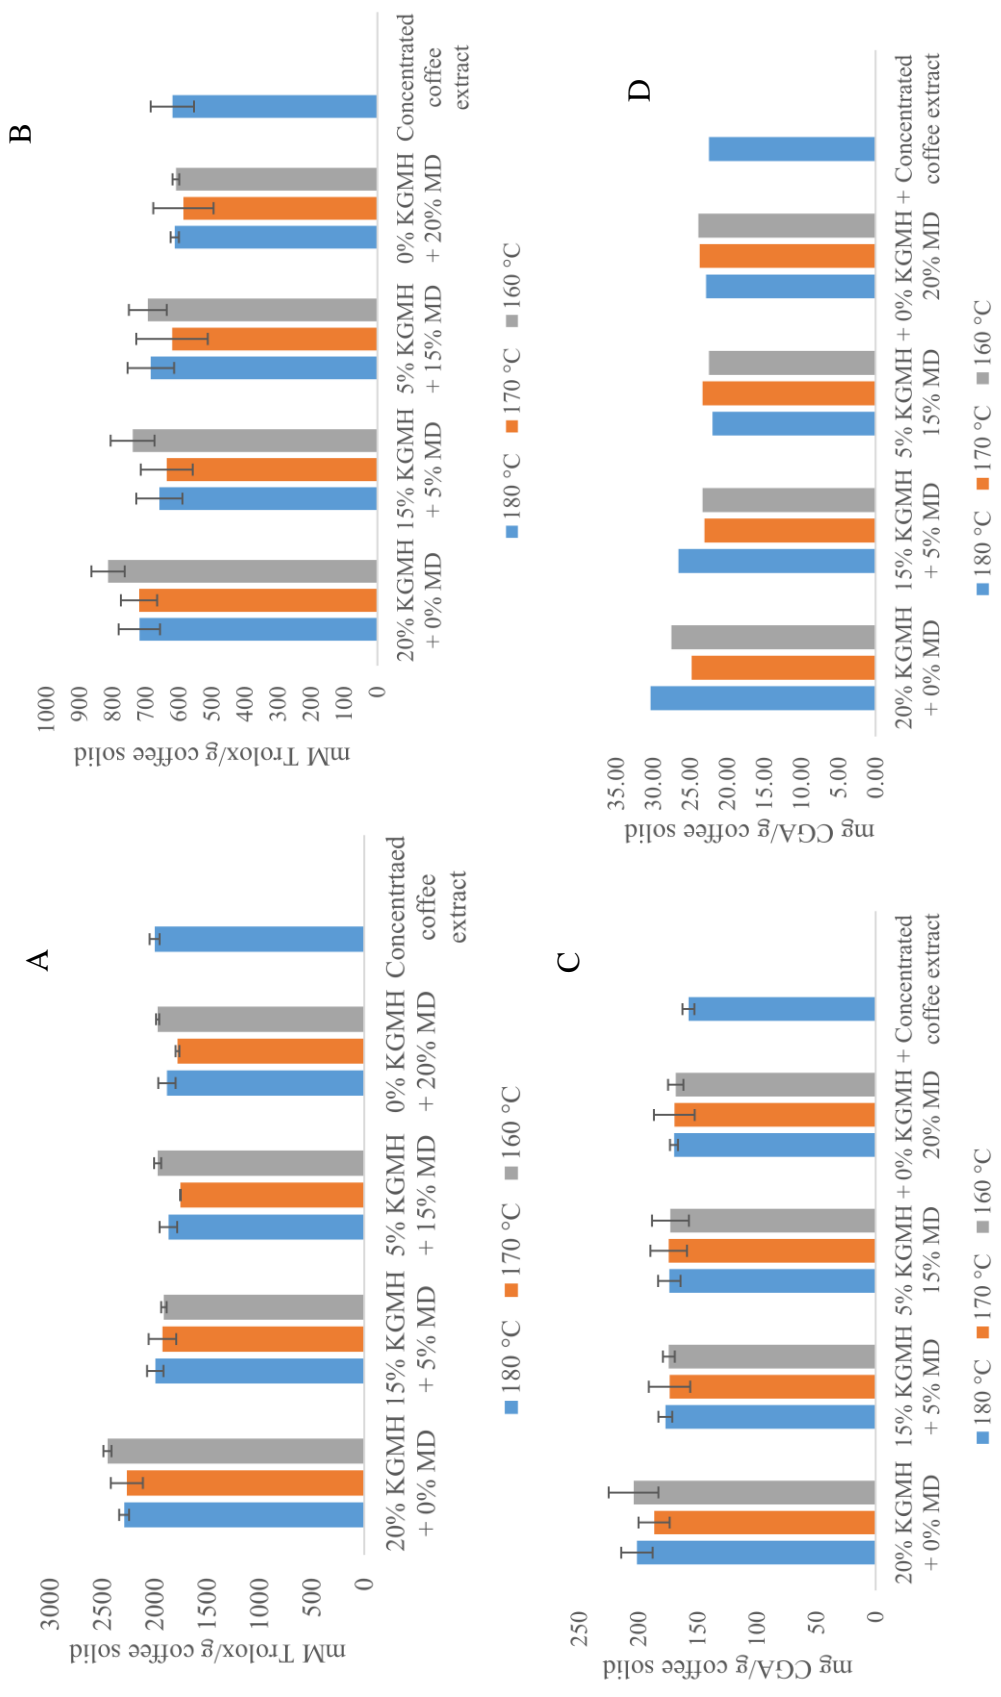 A
3000
2500
2000
1500
1000
500
0
mM Trolox/g coffee solid
20% KGMH 15% KGMH 5% KGMH 0% KGMH Concentrtaed
+ 0% MD + 5% MD + 15% MD + 20% MD coffee
extract
180 °C 170 °C 160 °C
B
1000
900
800
700
600
500
400
300
200
100
0
mM Trolox/g coffee solid
20% KGMH 15% KGMH 5% KGMH 0% KGMH Concentrated
+ 0% MD + 5% MD + 15% MD + 20% MD coffee
extract
180 °C 170 °C 160 °C
C
250
200
150
100
50
0
mg CGA/g coffee solid
20% KGMH 15% KGMH 5% KGMH + 0% KGMH + Concentrated
+ 0% MD + 5% MD 15% MD 20% MD coffee extract
180 °C 170 °C 160 °C
D
35.00
30.00
25.00
20.00
15.00
10.00
5.00
0.00
mg CGA/g coffee solid
20% KGMH 15% KGMH 5% KGMH + 0% KGMH + Concentrated
+ 0% MD + 5% MD 15% MD 20% MD coffee extract
180 °C 170 °C 160 °C